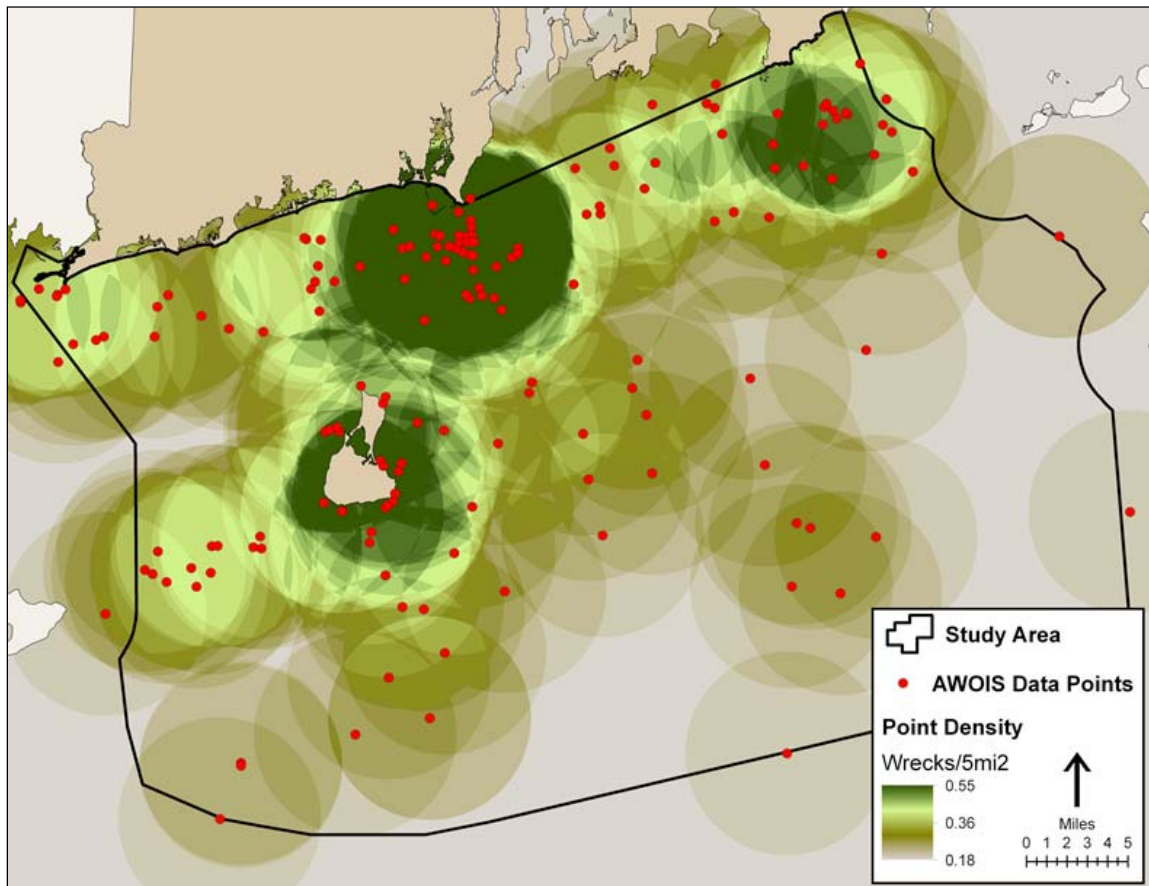 Study Area
AWOIS Data Points
Point Density
Wrecks/5mi2
0.55
0.36
0.18
Miles
0 1 2 3 4 5